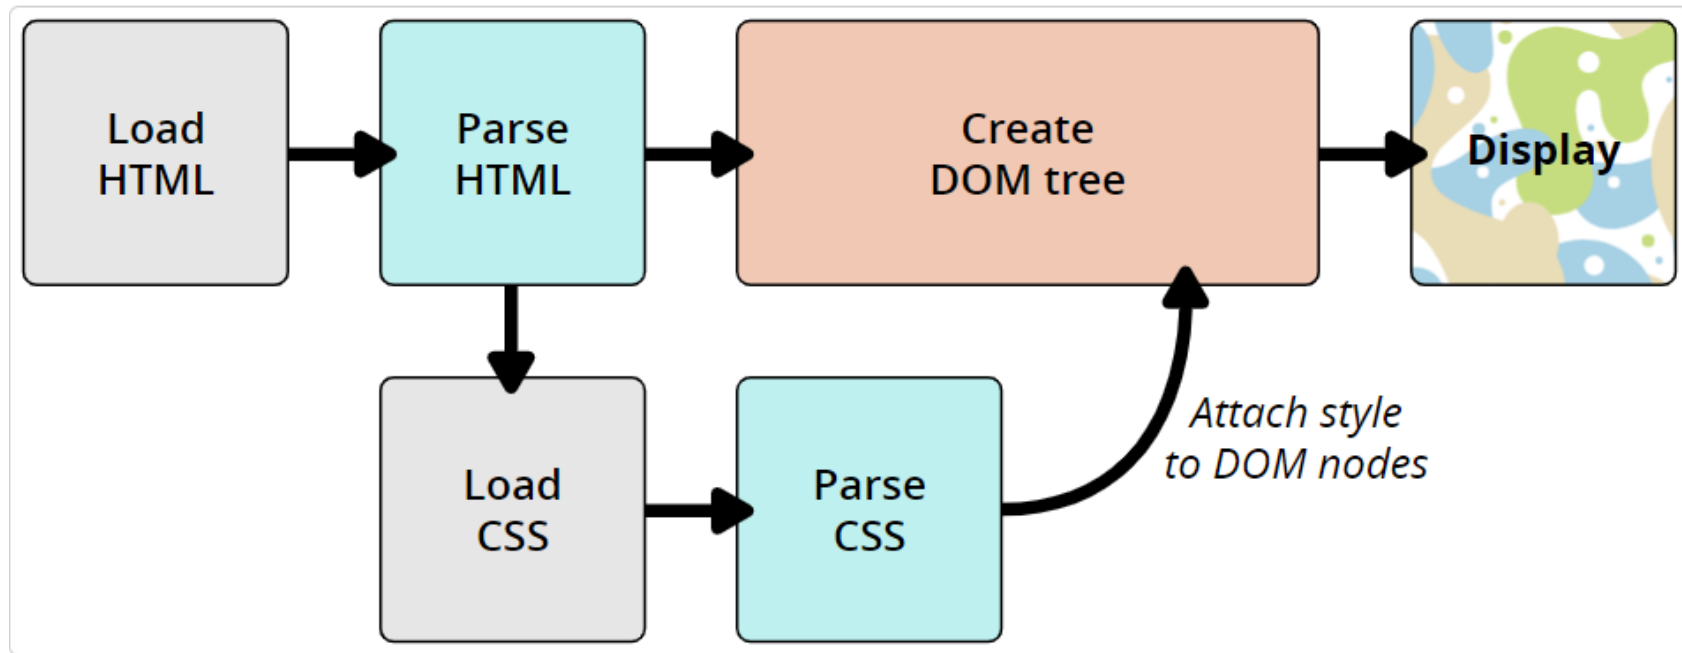 Load
HTML
Parse
HTML
Create
DOM tree
Display
Load
CSS
Parse
CSS
Attach style
to DOM nodes